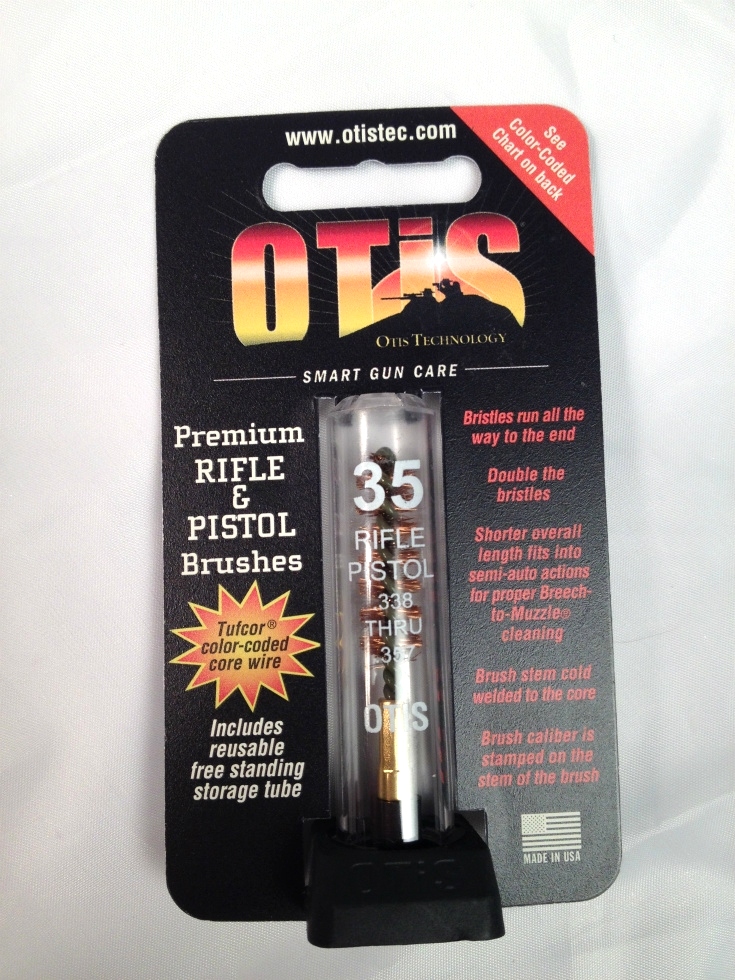 www.otistec.com
See
Color-Coded
Chart on back
OTiS
OTIS TECHNOLOGY
SMART GUN CARE
Premium
RIFLE
&
PISTOL
Brushes
Tufcor®
color-coded
core wire
Includes
reusable
free standing
storage tube
35
RIFLE
PISTOL
.338
THRU
.357
OTIS
Bristles run all the
way to the end
Double the
bristles
Shorter overall
length fits into
semi-auto actions
for proper Breech-
to-Muzzle®
cleaning
Brush stem cold
welded to the core
Brush caliber is
stamped on the
stem of the brush
MADE IN USA
OTiS